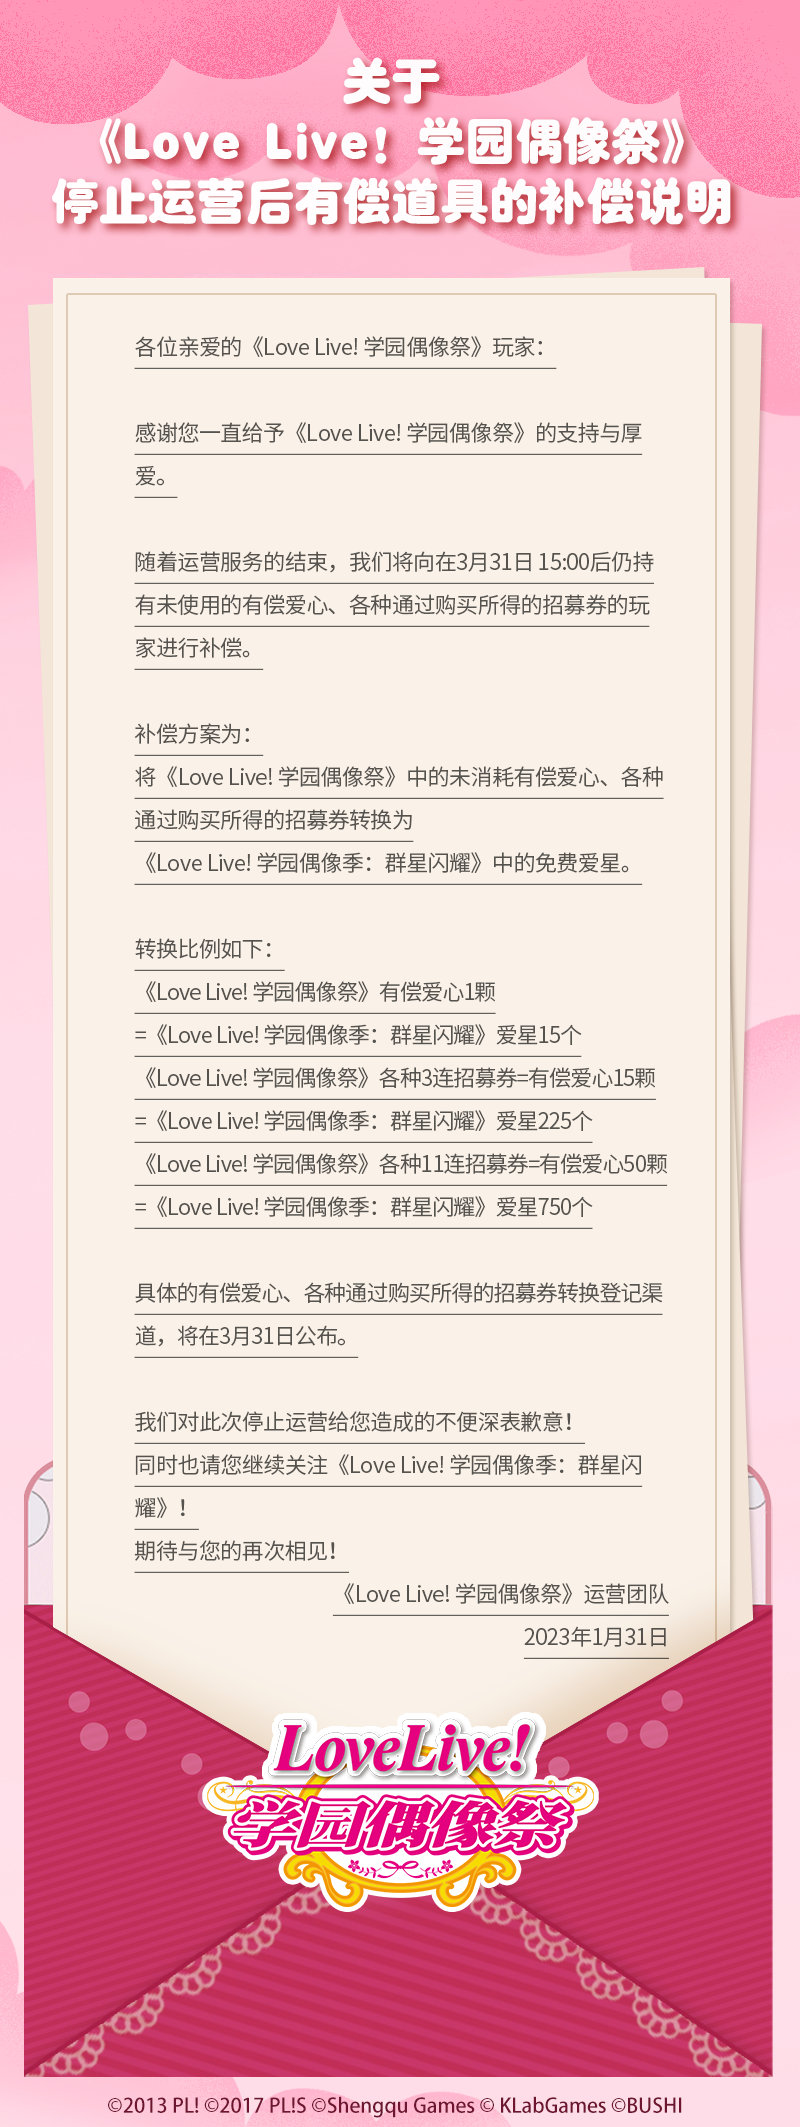 关于
《Love Live！学园偶像祭》
停止运营后有偿道具的补偿说明
各位亲爱的《Love Live! 学园偶像祭》玩家：
感谢您一直给予《Love Live! 学园偶像祭》的支持与厚
爱。
随着运营服务的结束，我们将向在3月31日 15:00后仍持
有未使用的有偿爱心、各种通过购买所得的招募券的玩
家进行补偿。
补偿方案为：
将《Love Live! 学园偶像祭》中的未消耗有偿爱心、各种
通过购买所得的招募券转换为
《Love Live! 学园偶像季：群星闪耀》中的免费爱星。
转换比例如下：
《Love Live! 学园偶像祭》有偿爱心1颗
=《Love Live! 学园偶像季：群星闪耀》爱星15个
《Love Live! 学园偶像祭》各种3连招募券=有偿爱心15颗
=《Love Live! 学园偶像季：群星闪耀》爱星225个
《Love Live! 学园偶像祭》各种11连招募券=有偿爱心50颗
=《Love Live! 学园偶像季：群星闪耀》爱星750个
具体的有偿爱心、各种通过购买所得的招募券转换登记渠
道，将在3月31日公布。
我们对此次停止运营给您造成的不便深表歉意！
同时也请您继续关注《Love Live! 学园偶像季：群星闪
耀》！
期待与您的再次相见！
《Love Live! 学园偶像祭》运营团队
2023年1月31日
LoveLive!
学园偶像祭
©2013 PL! ©2017 PL!S ©Shengqu Games © KLabGames ©BUSHI